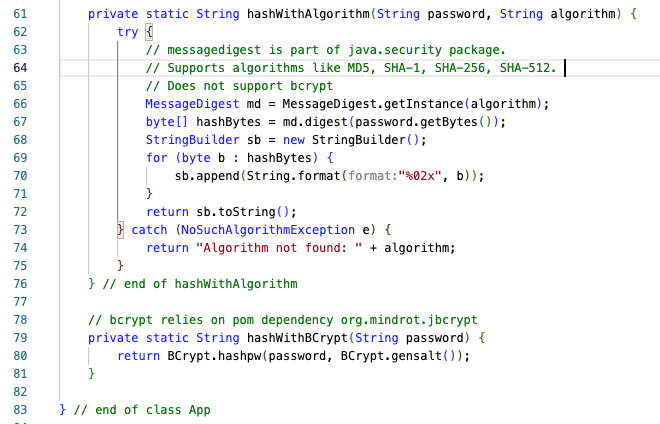 61 private static String hashWithAlgorithm(String password, String algorithm) {
62 try {
63 // messagedigest is part of java.security package.
64 // Supports algorithms like MD5, SHA-1, SHA-256, SHA-512.
65 // Does not support bcrypt
66 MessageDigest md = MessageDigest.getInstance(algorithm);
67 byte[] hashBytes = md.digest(password.getBytes());
68 StringBuilder sb = new StringBuilder();
69 for (byte b : hashBytes) {
70 sb.append(String.format(format:"%02x", b));
71 }
72 return sb.toString();
73 } catch (NoSuchAlgorithmException e) {
74 return "Algorithm not found: " + algorithm;
75 }
76 } // end of hashWithAlgorithm
77
78 // bcrypt relies on pom dependency org.mindrot.jbcrypt
79 private static String hashWithBCrypt(String password) {
80 return BCrypt.hashpw(password, BCrypt.gensalt());
81 }
82
83 } // end of class App